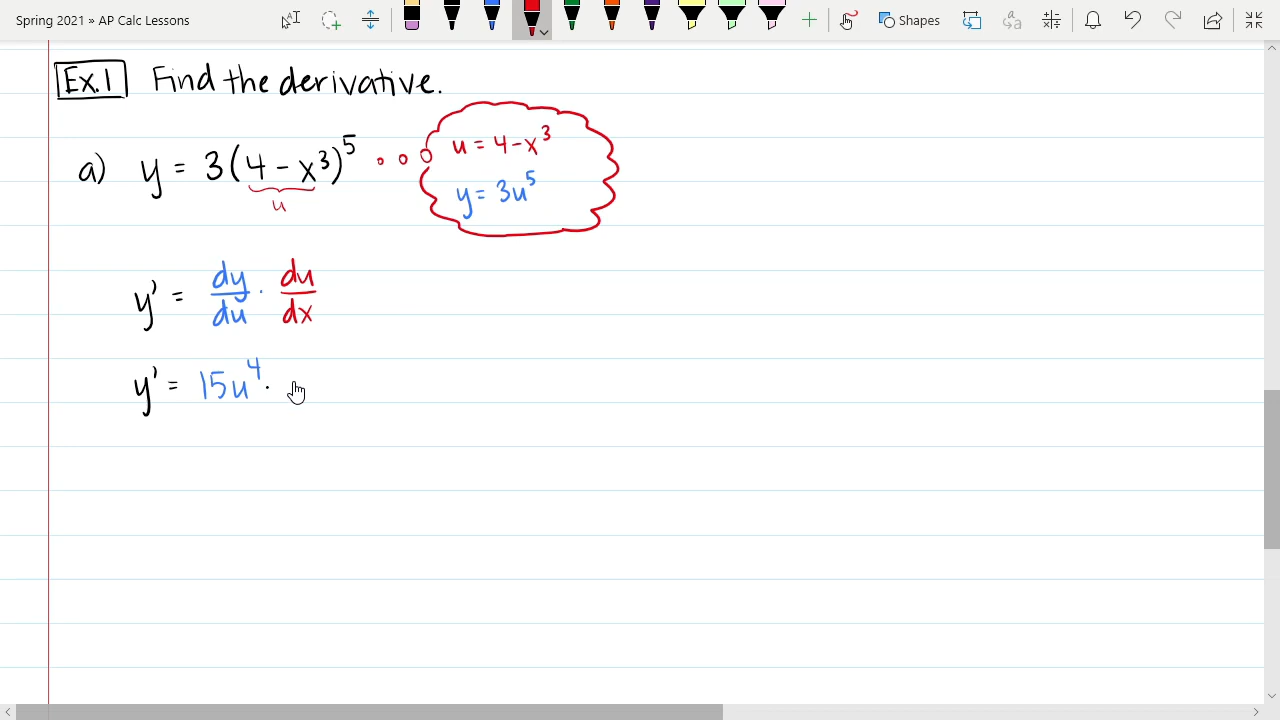 Spring 2021 » AP Calc Lessons
Shapes
Ex.1 Find the derivative.
a) y = 3(4 - x³)⁵
u
u = 4 - x³
y = 3u⁵
y' = dy/du · du/dx
y' = 15u⁴ ·